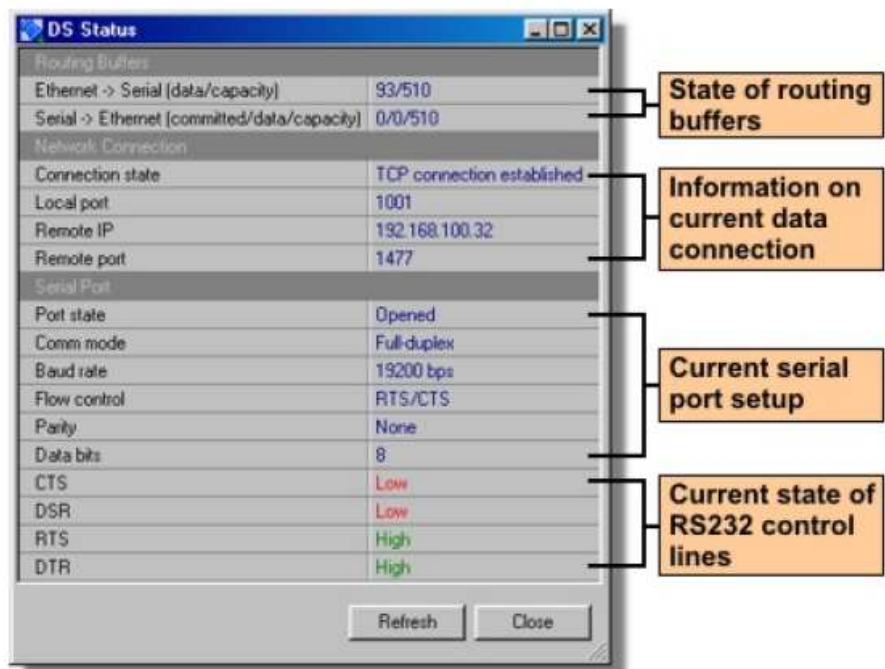 DS Status
Routing Buffers
Ethernet -> Serial (data/capacity) 93/510
Serial -> Ethernet (committed/data/capacity) 0/0/510
Network Connection
Connection state TCP connection established
Local port 1001
Remote IP 192.168.100.32
Remote port 1477
Serial Port
Port state Opened
Comm mode Full-duplex
Baud rate 19200 bps
Flow control RTS/CTS
Parity None
Data bits 8
CTS Low
DSR Low
RTS High
DTR High
Refresh Close
State of routing
buffers
Information on
current data
connection
Current serial
port setup
Current state of
RS232 control
lines